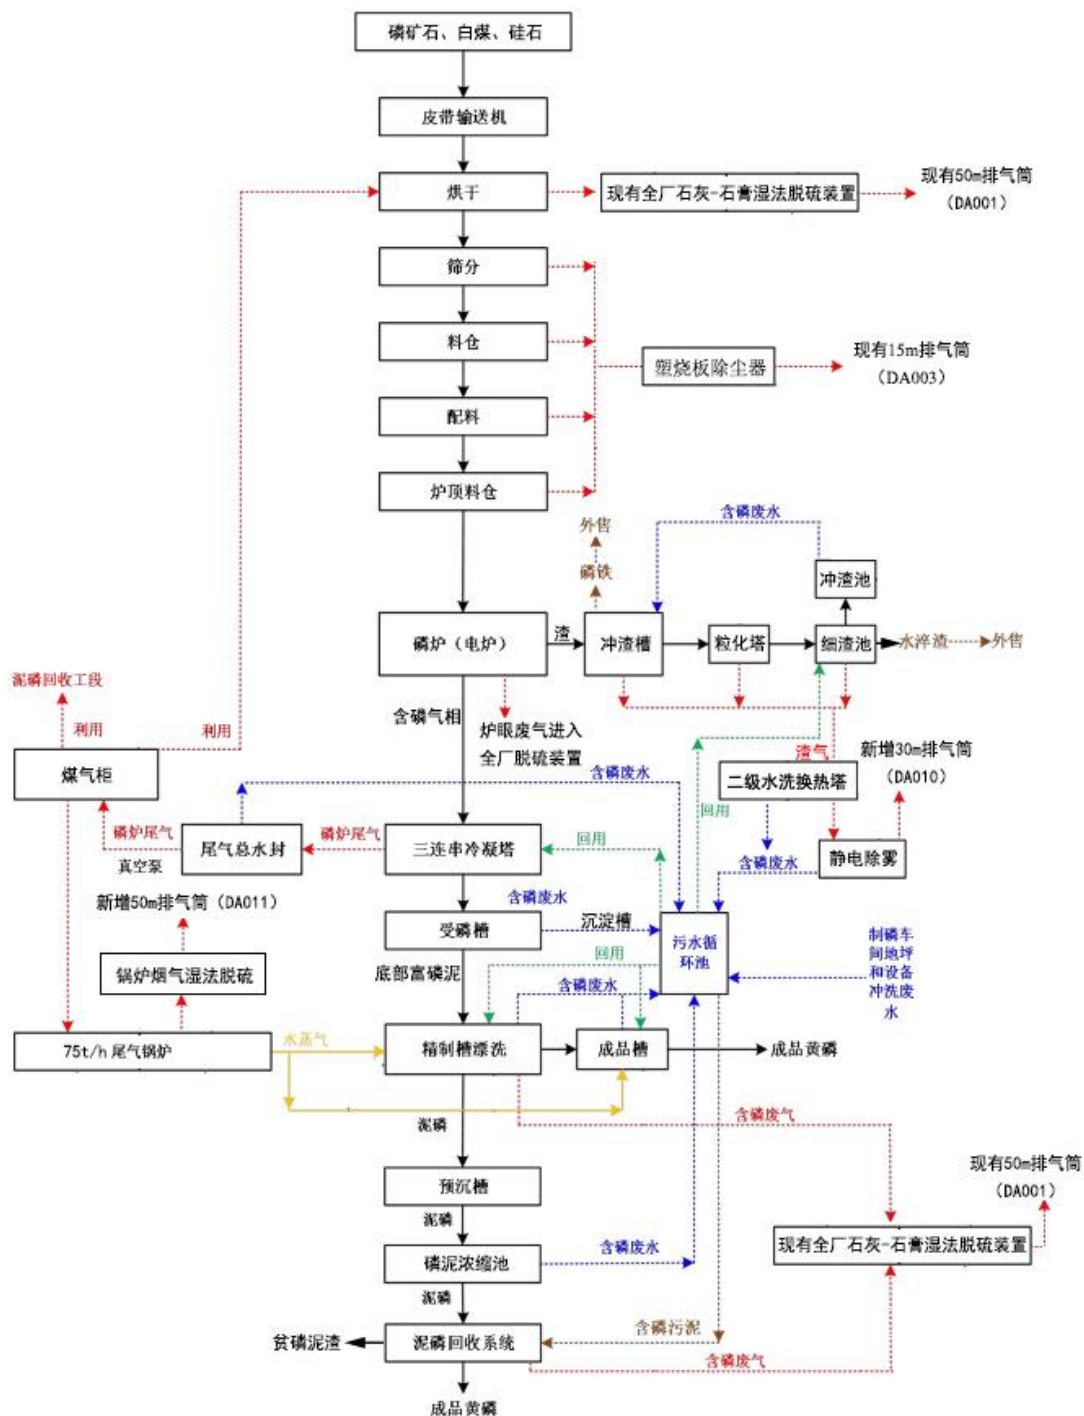 磷矿石、白煤、硅石
皮带输送机
烘干
现有全厂石灰-石膏湿法脱硫装置
现有50m排气筒
（DA001）
筛分
料仓
塑烧板除尘器
现有15m排气筒
（DA003）
配料
炉顶料仓
含磷废水
外售
磷铁
冲渣池
磷炉（电炉）
渣
冲渣槽
粒化塔
细渣池
水淬渣
外售
泥磷回收工段
利用
利用
含磷气相
炉眼废气进入
全厂脱硫装置
渣气
新增30m排气筒
（DA010）
煤气柜
含磷废水
二级水洗换热塔
回用
磷炉尾气
真空泵
尾气总水封
磷炉尾气
三连串冷凝塔
回用
含磷废水
静电除雾
新增50m排气筒（DA011）
含磷废水
受磷槽
沉淀槽
污水循
环池
制磷车
间地坪
和设备
冲洗废
水
锅炉烟气湿法脱硫
底部富磷泥
回用
含磷废水
75t/h 尾气锅炉
水蒸气
精制槽漂洗
成品槽
成品黄磷
泥磷
含磷废气
预沉槽
现有50m排气筒
（DA001）
泥磷
磷泥浓缩池
含磷废水
现有全厂石灰-石膏湿法脱硫装置
泥磷
含磷污泥
贫磷泥渣
泥磷回收系统
含磷废气
成品黄磷